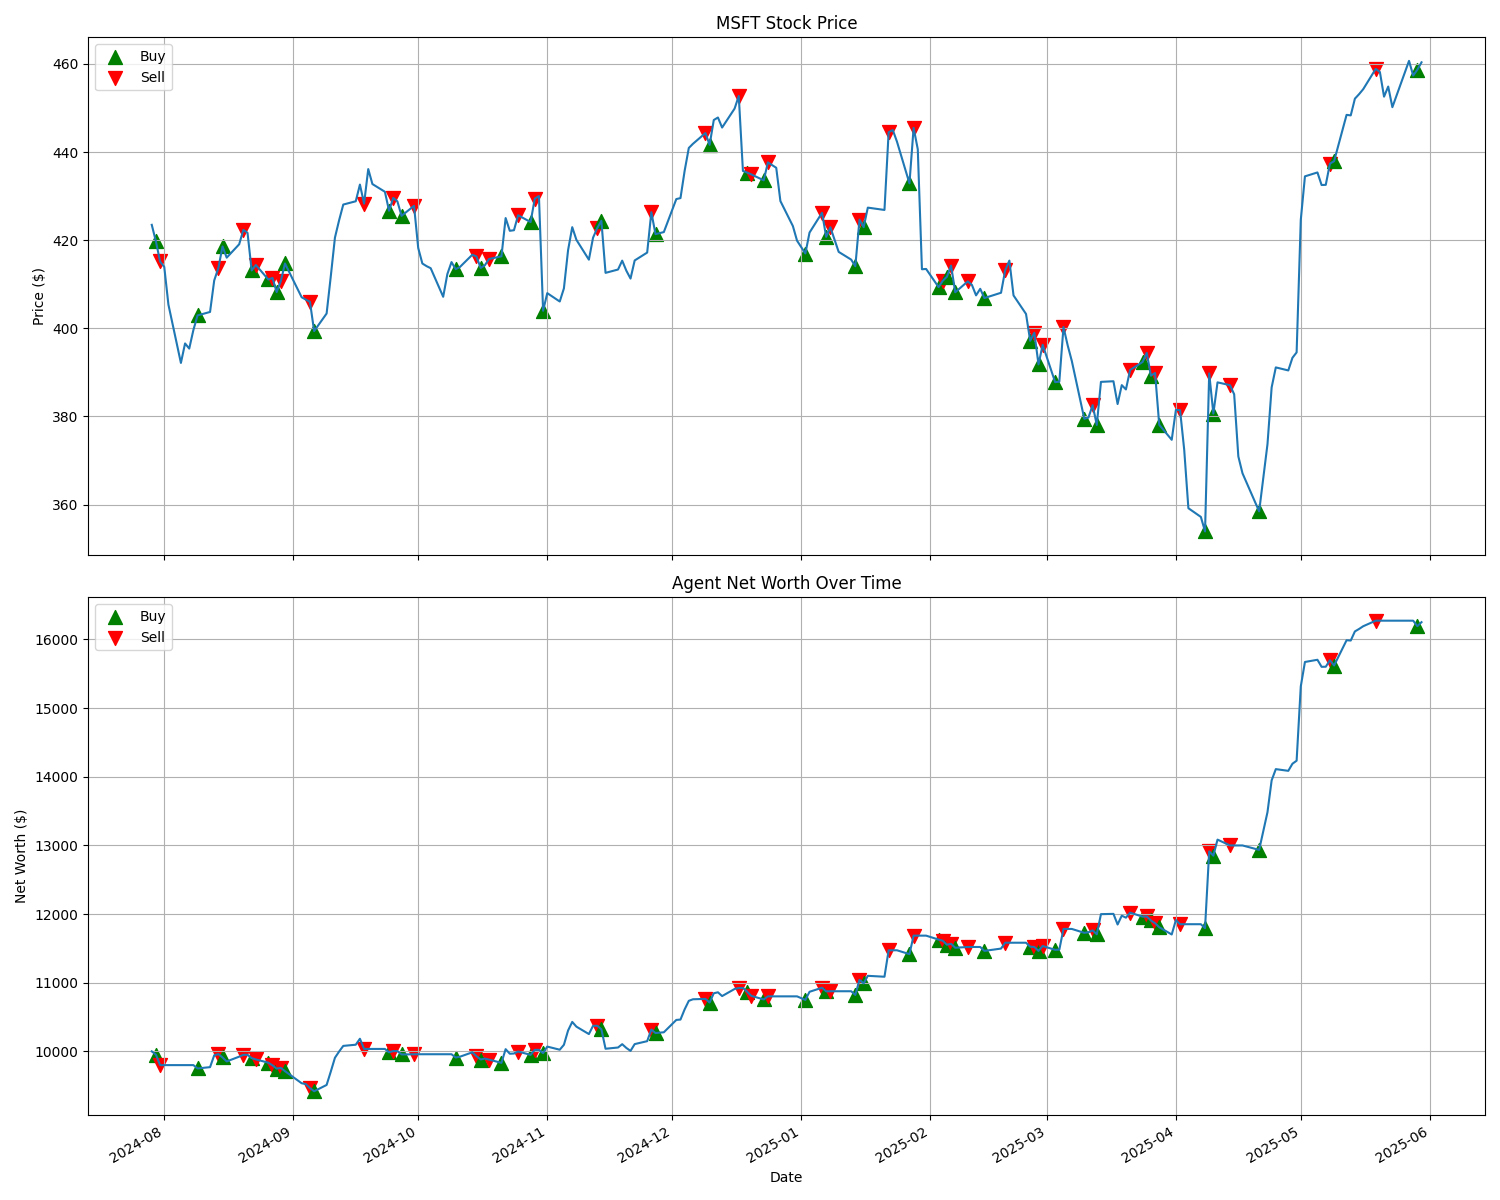 MSFT Stock Price
Buy
Sell
Price ($)
460
440
420
400
380
360
Agent Net Worth Over Time
Buy
Sell
Net Worth ($)
16000
15000
14000
13000
12000
11000
10000
2024-08
2024-09
2024-10
2024-11
2024-12
2025-01
2025-02
2025-03
2025-04
2025-05
2025-06
Date